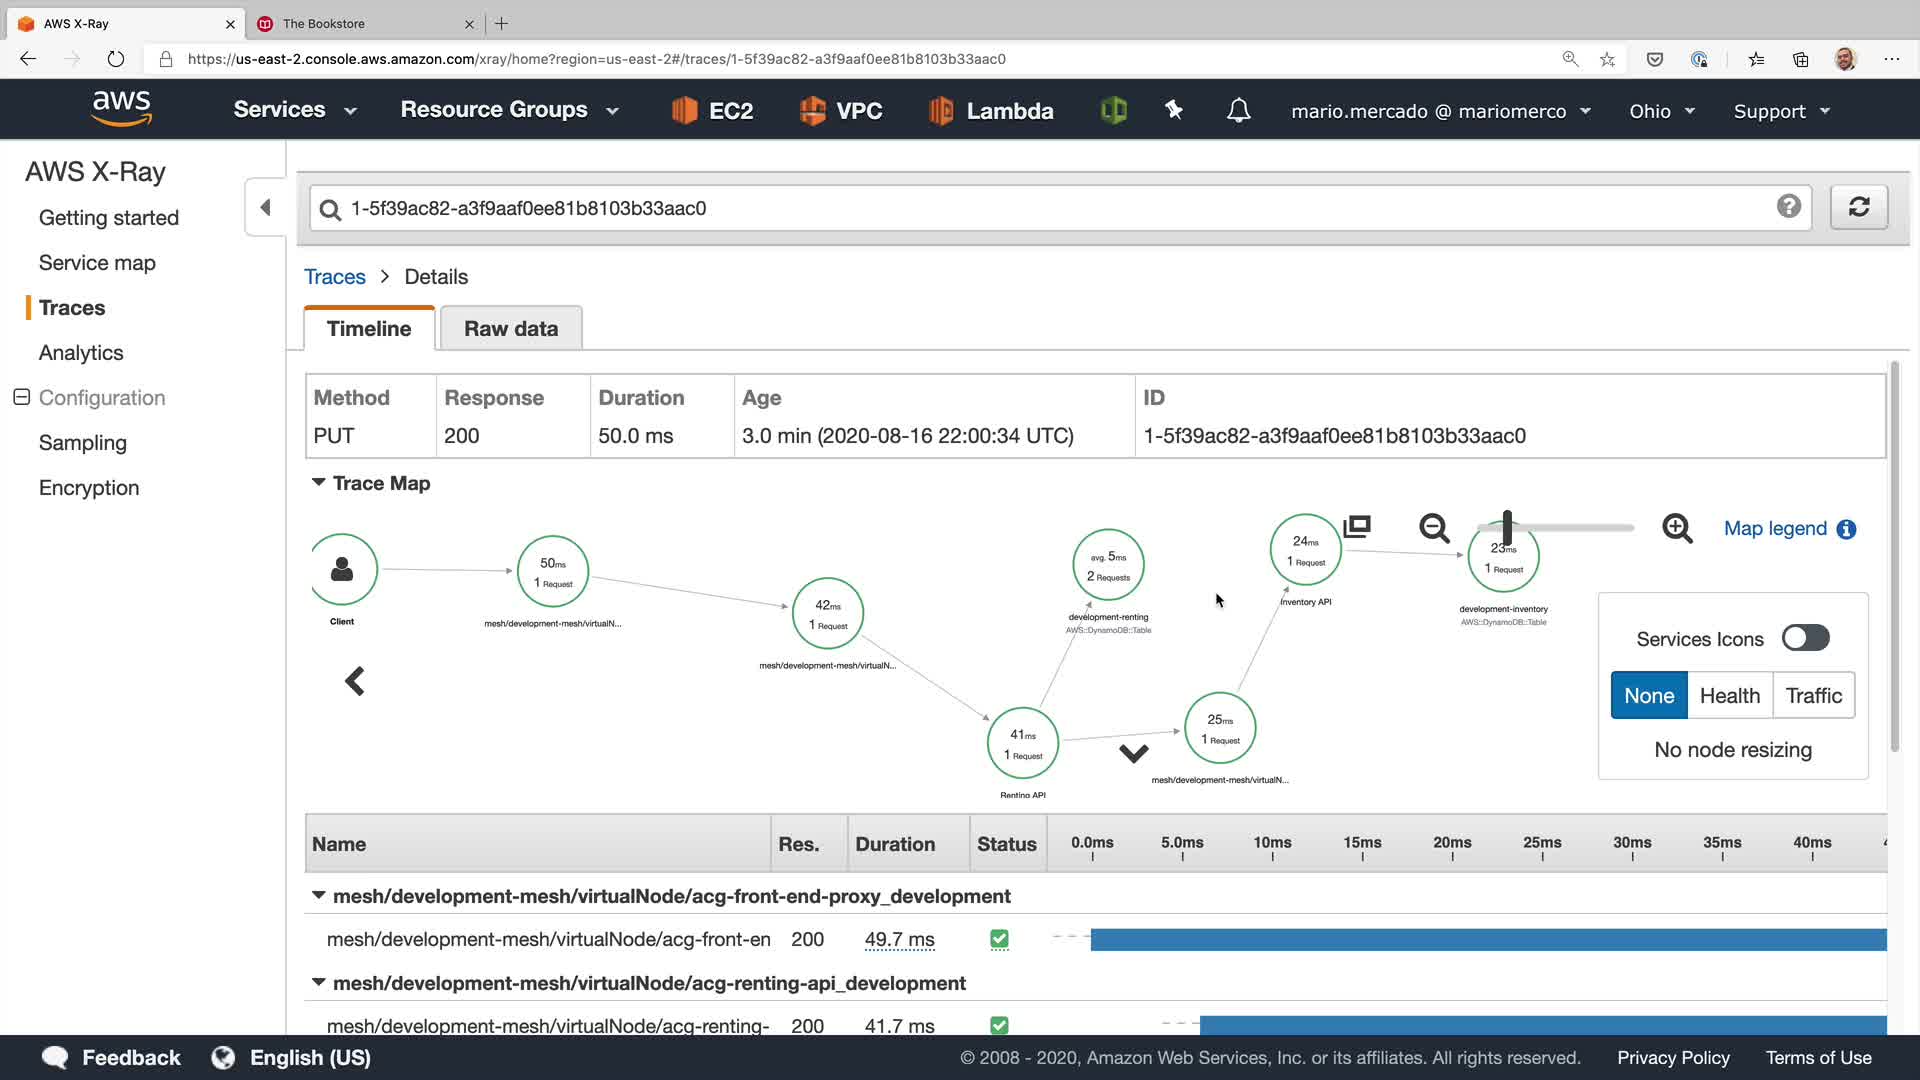 AWS X-Ray
The Bookstore
https://us-east-2.console.aws.amazon.com/xray/home?region=us-east-2#/traces/1-5f39ac82-a3f9aaf0ee81b8103b33aac0
aws
Services
Resource Groups
EC2
VPC
Lambda
mario.mercado @ mariomerco
Ohio
Support
AWS X-Ray
Getting started
Service map
Traces
Analytics
Configuration
Sampling
Encryption
1-5f39ac82-a3f9aaf0ee81b8103b33aac0
Traces > Details
Timeline
Raw data
Method Response Duration Age ID
PUT 200 50.0 ms 3.0 min (2020-08-16 22:00:34 UTC) 1-5f39ac82-a3f9aaf0ee81b8103b33aac0
Trace Map
Client
50ms
1 Request
mesh/development-mesh/virtualN...
42ms
1 Request
mesh/development-mesh/virtualN...
41ms
1 Request
Renting API
avg. 5ms
2 Requests
development-renting
AWS::DynamoDB::Table
25ms
1 Request
mesh/development-mesh/virtualN...
24ms
1 Request
Inventory API
23ms
1 Request
development-inventory
AWS::DynamoDB::Table
Map legend
Services Icons
None Health Traffic
No node resizing
Name Res. Duration Status 0.0ms 5.0ms 10ms 15ms 20ms 25ms 30ms 35ms 40ms
mesh/development-mesh/virtualNode/acg-front-end-proxy_development
mesh/development-mesh/virtualNode/acg-front-en 200 49.7 ms
mesh/development-mesh/virtualNode/acg-renting-api_development
mesh/development-mesh/virtualNode/acg-renting- 200 41.7 ms
Feedback
English (US)
© 2008 - 2020, Amazon Web Services, Inc. or its affiliates. All rights reserved.
Privacy Policy
Terms of Use